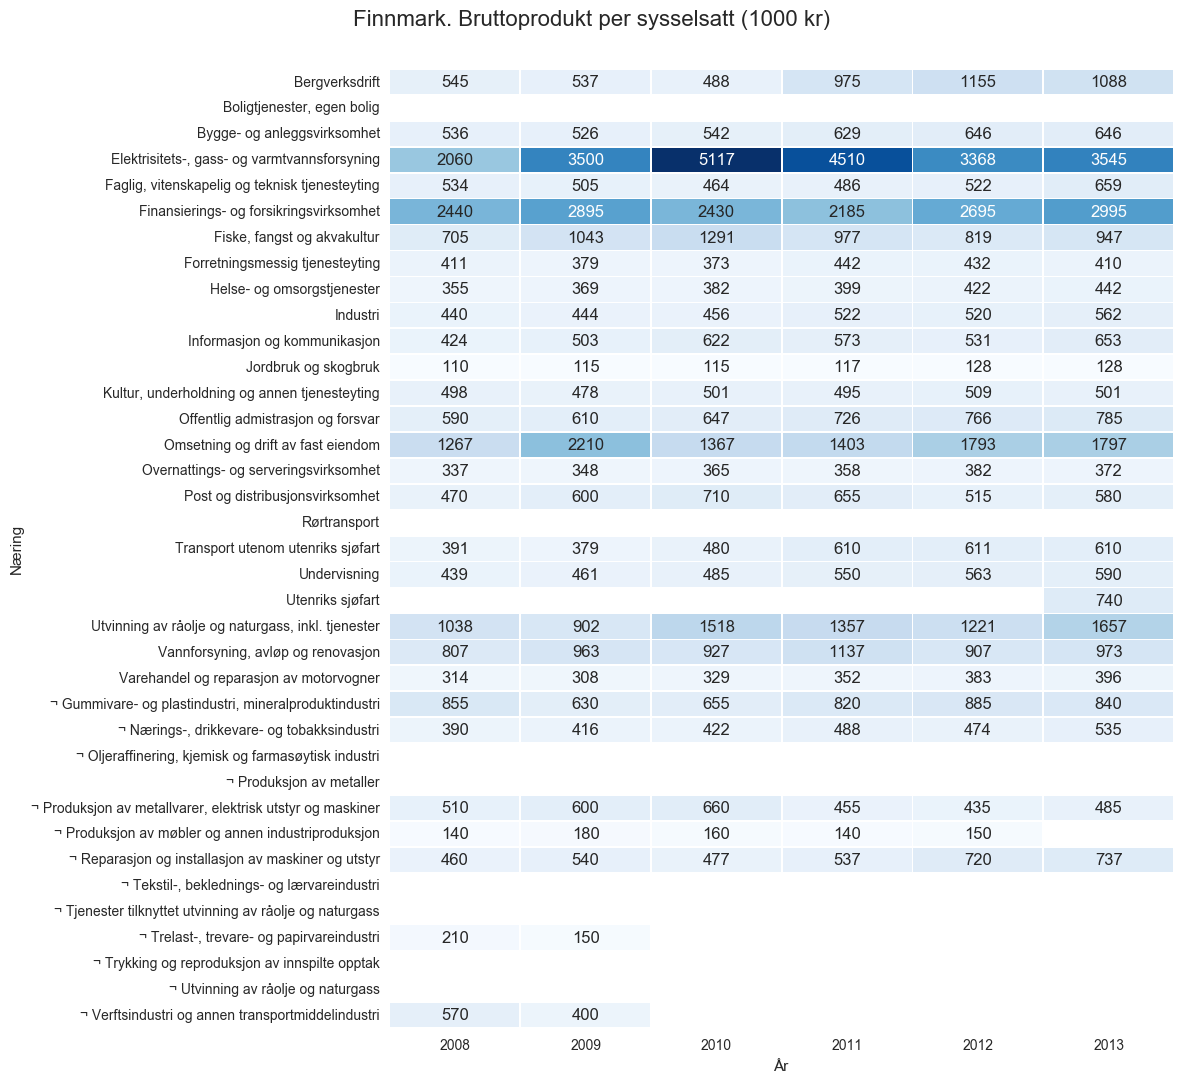 Finnmark. Bruttoprodukt per sysselsatt (1000 kr)
Bergverksdrift 545 537 488 975 1155 1088
Boligtjenester, egen bolig
Bygge- og anleggsvirksomhet 536 526 542 629 646 646
Elektrisitets-, gass- og varmtvannsforsyning 2060 3500 5117 4510 3368 3545
Faglig, vitenskapelig og teknisk tjenesteyting 534 505 464 486 522 659
Finansierings- og forsikringsvirksomhet 2440 2895 2430 2185 2695 2995
Fiske, fangst og akvakultur 705 1043 1291 977 819 947
Forretningsmessig tjenesteyting 411 379 373 442 432 410
Helse- og omsorgstjenester 355 369 382 399 422 442
Industri 440 444 456 522 520 562
Informasjon og kommunikasjon 424 503 622 573 531 653
Jordbruk og skogbruk 110 115 115 117 128 128
Kultur, underholdning og annen tjenesteyting 498 478 501 495 509 501
Offentlig admistrasjon og forsvar 590 610 647 726 766 785
Omsetning og drift av fast eiendom 1267 2210 1367 1403 1793 1797
Overnattings- og serveringsvirksomhet 337 348 365 358 382 372
Post og distribusjonsvirksomhet 470 600 710 655 515 580
Rørtransport
Transport utenom utenriks sjøfart 391 379 480 610 611 610
Undervisning 439 461 485 550 563 590
Utenriks sjøfart 740
Utvinning av råolje og naturgass, inkl. tjenester 1038 902 1518 1357 1221 1657
Vannforsyning, avløp og renovasjon 807 963 927 1137 907 973
Varehandel og reparasjon av motorvogner 314 308 329 352 383 396
¬ Gummivare- og plastindustri, mineralproduktindustri 855 630 655 820 885 840
¬ Nærings-, drikkevare- og tobakksindustri 390 416 422 488 474 535
¬ Oljeraffinering, kjemisk og farmasøytisk industri
¬ Produksjon av metaller
¬ Produksjon av metallvarer, elektrisk utstyr og maskiner 510 600 660 455 435 485
¬ Produksjon av møbler og annen industriproduksjon 140 180 160 140 150
¬ Reparasjon og installasjon av maskiner og utstyr 460 540 477 537 720 737
¬ Tekstil-, beklednings- og lærvareindustri
¬ Tjenester tilknyttet utvinning av råolje og naturgass
¬ Trelast-, trevare- og papirvareindustri 210 150
¬ Trykking og reproduksjon av innspilte opptak
¬ Utvinning av råolje og naturgass
¬ Verftsindustri og annen transportmiddelindustri 570 400
2008 2009 2010 2011 2012 2013
År
Næring